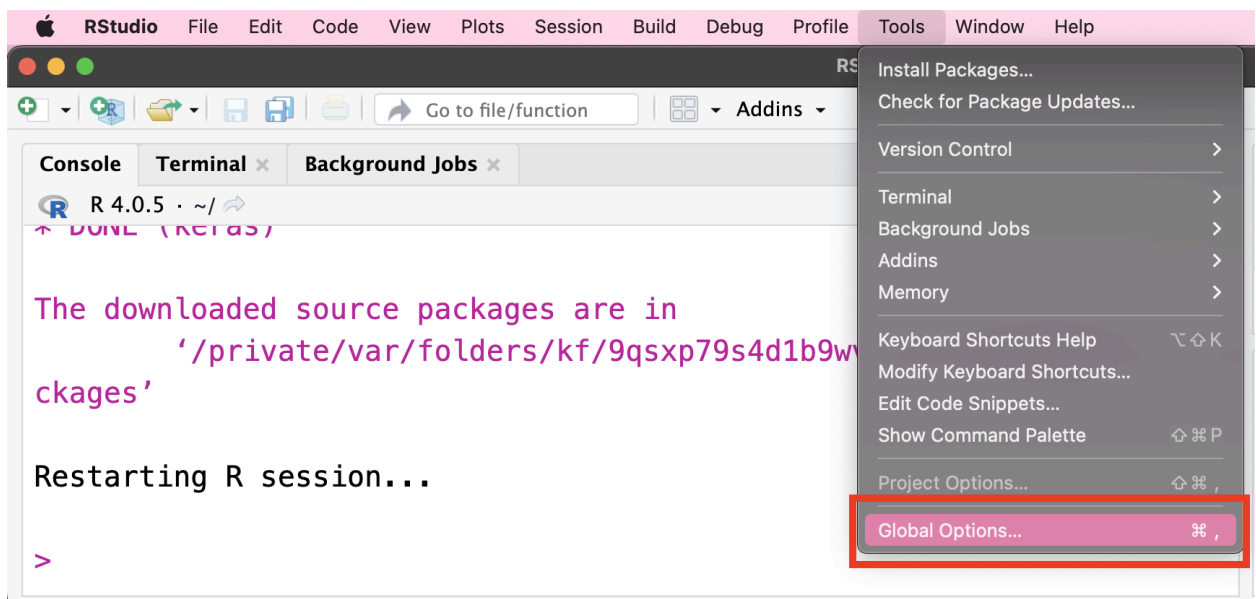 RStudio File Edit Code View Plots Session Build Debug Profile Tools Window Help
RS
Go to file/function Addins
Console Terminal × Background Jobs ×
R R 4.0.5 · ~/
* DONE (keras)
The downloaded source packages are in
‘/private/var/folders/kf/9qsxp79s4d1b9w
ckages’
Restarting R session...
>
Install Packages...
Check for Package Updates...
Version Control
Terminal
Background Jobs
Addins
Memory
Keyboard Shortcuts Help ⌥⇧K
Modify Keyboard Shortcuts...
Edit Code Snippets...
Show Command Palette ⇧⌘P
Project Options... ⇧⌘,
Global Options... ⌘,